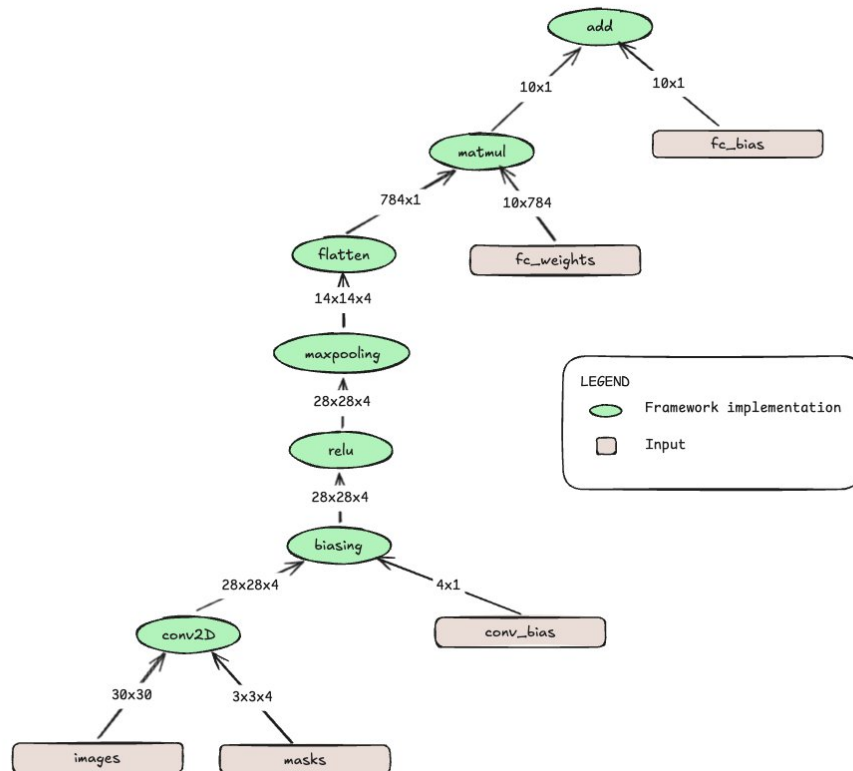 add
10x1
10x1
fc_bias
matmul
784x1
10x784
flatten
fc_weights
14x14x4
maxpooling
28x28x4
relu
28x28x4
biasing
28x28x4
4x1
conv2D
conv_bias
30x30
3x3x4
images
masks
LEGEND
Framework implementation
Input